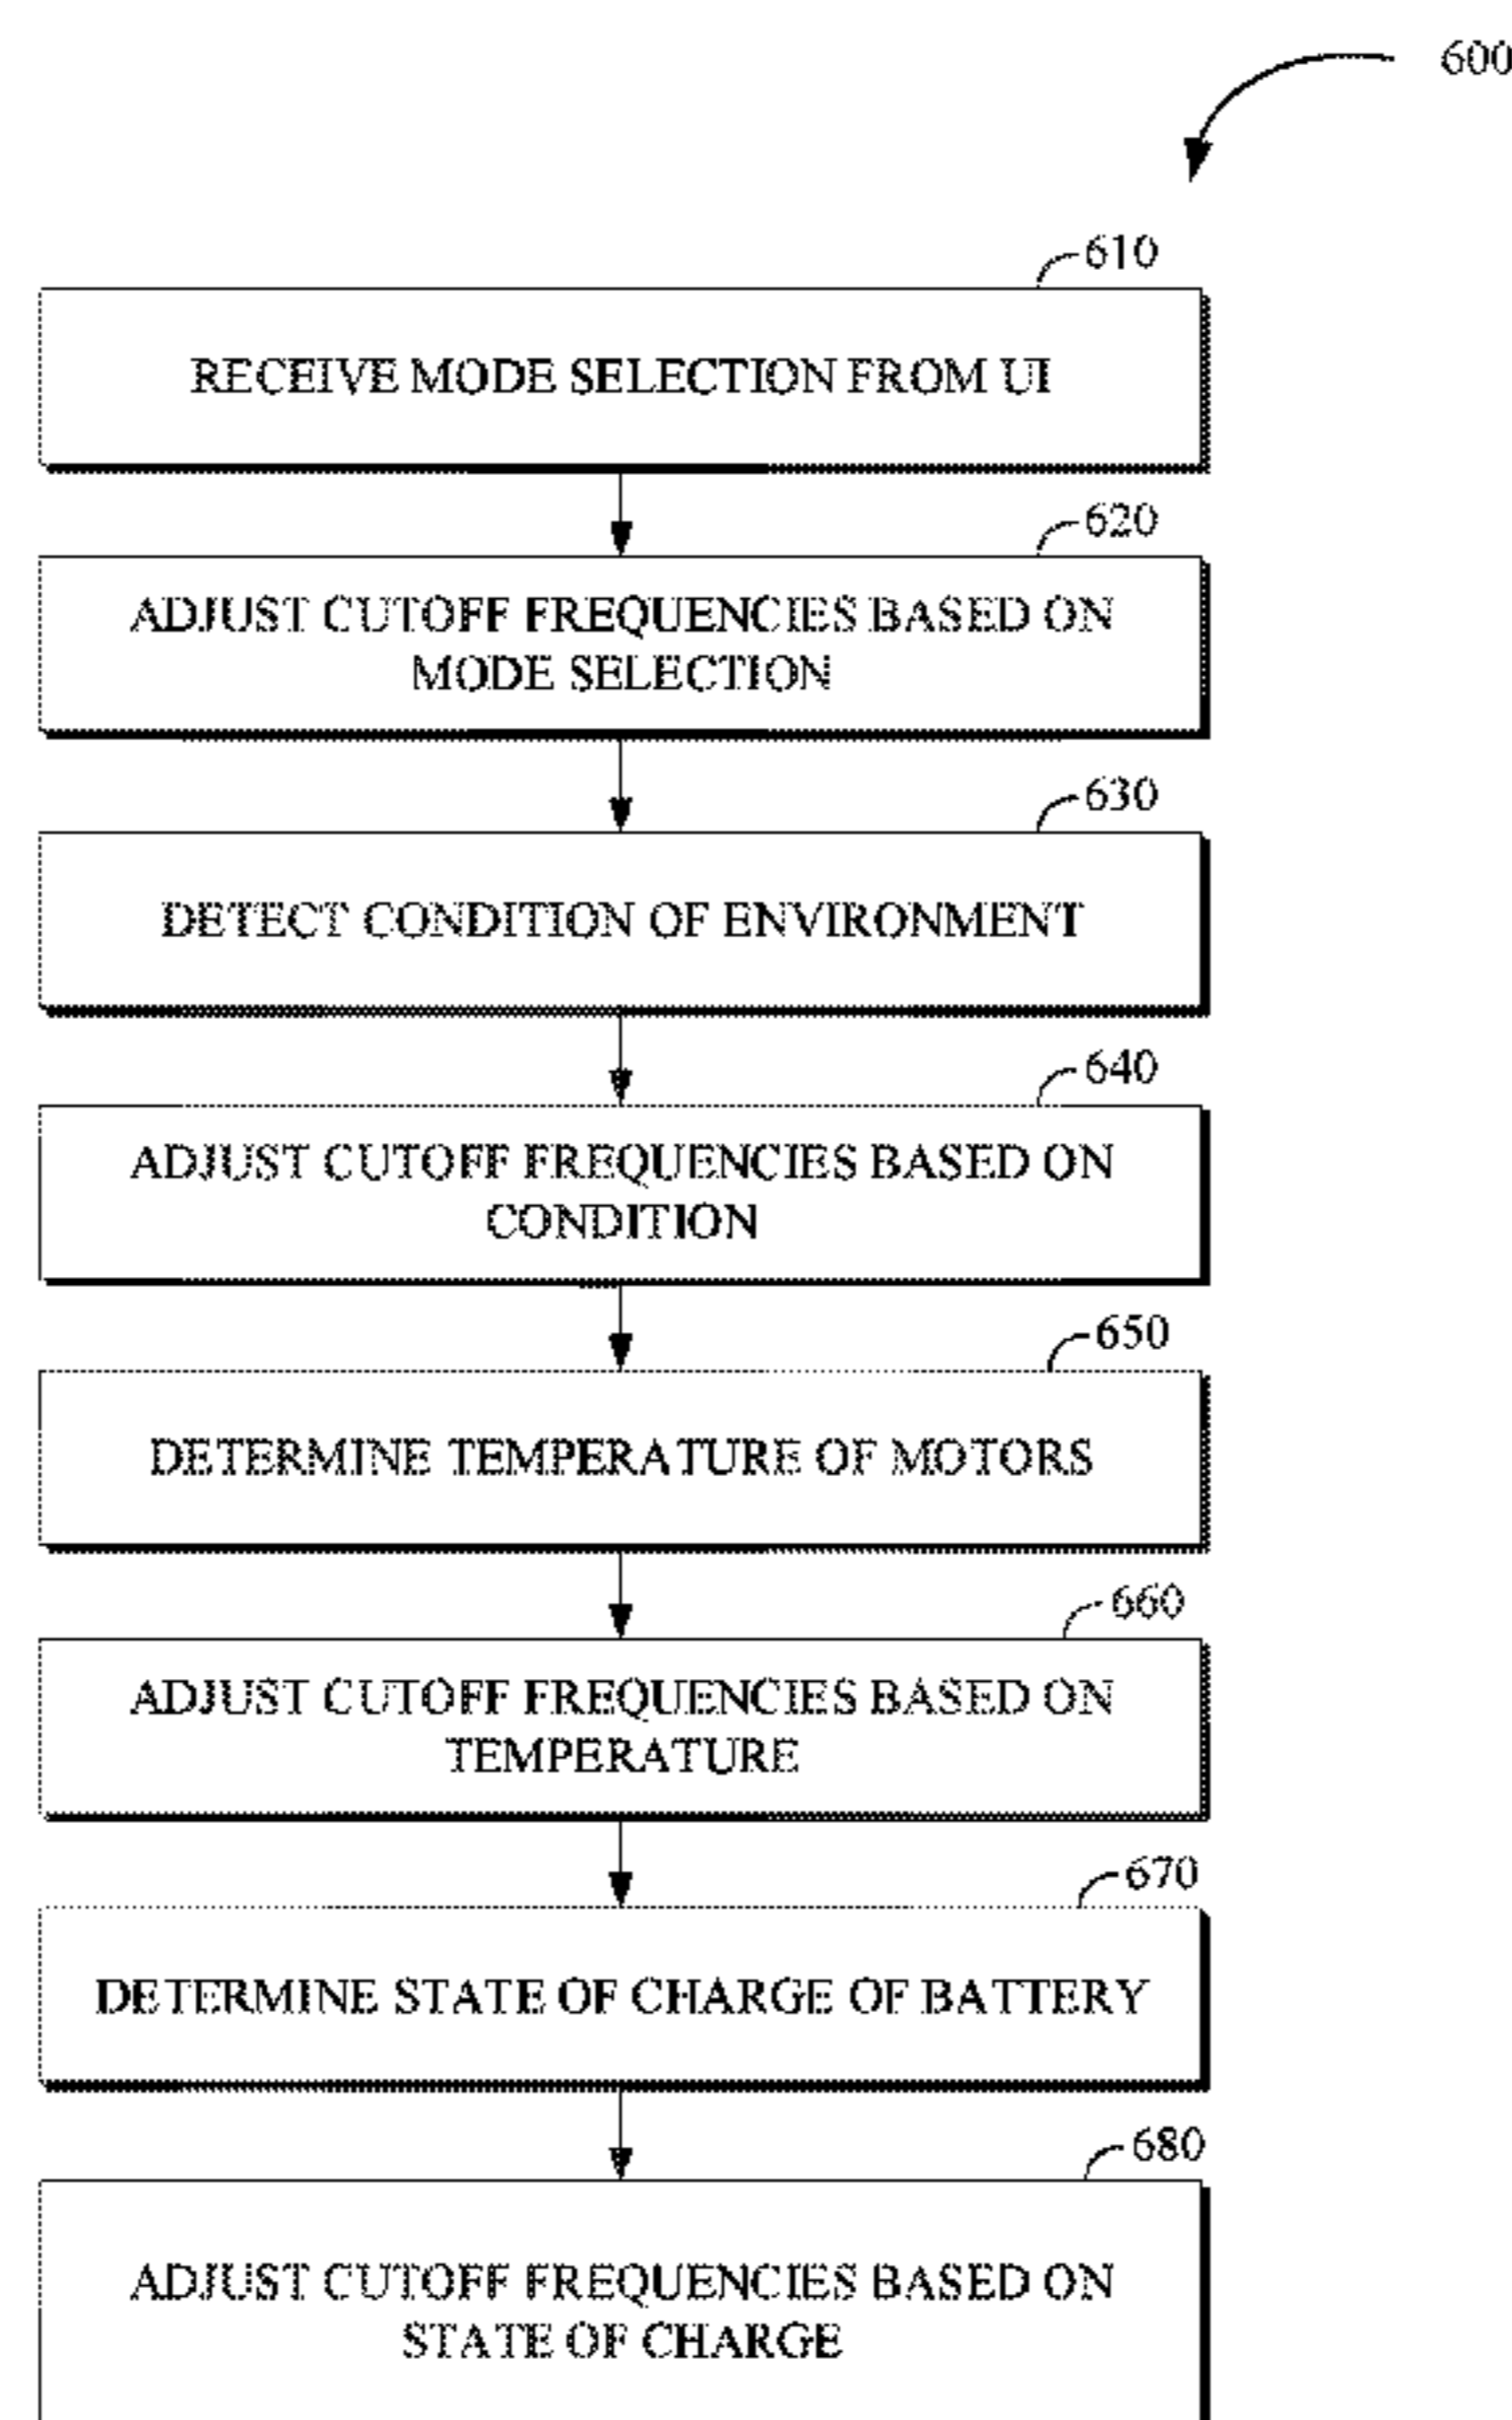 600
610
RECEIVE MODE SELECTION FROM UI
620
ADJUST CUTOFF FREQUENCIES BASED ON
MODE SELECTION
630
DETECT CONDITION OF ENVIRONMENT
640
ADJUST CUTOFF FREQUENCIES BASED ON
CONDITION
650
DETERMINE TEMPERATURE OF MOTORS
660
ADJUST CUTOFF FREQUENCIES BASED ON
TEMPERATURE
670
DETERMINE STATE OF CHARGE OF BATTERY
680
ADJUST CUTOFF FREQUENCIES BASED ON
STATE OF CHARGE